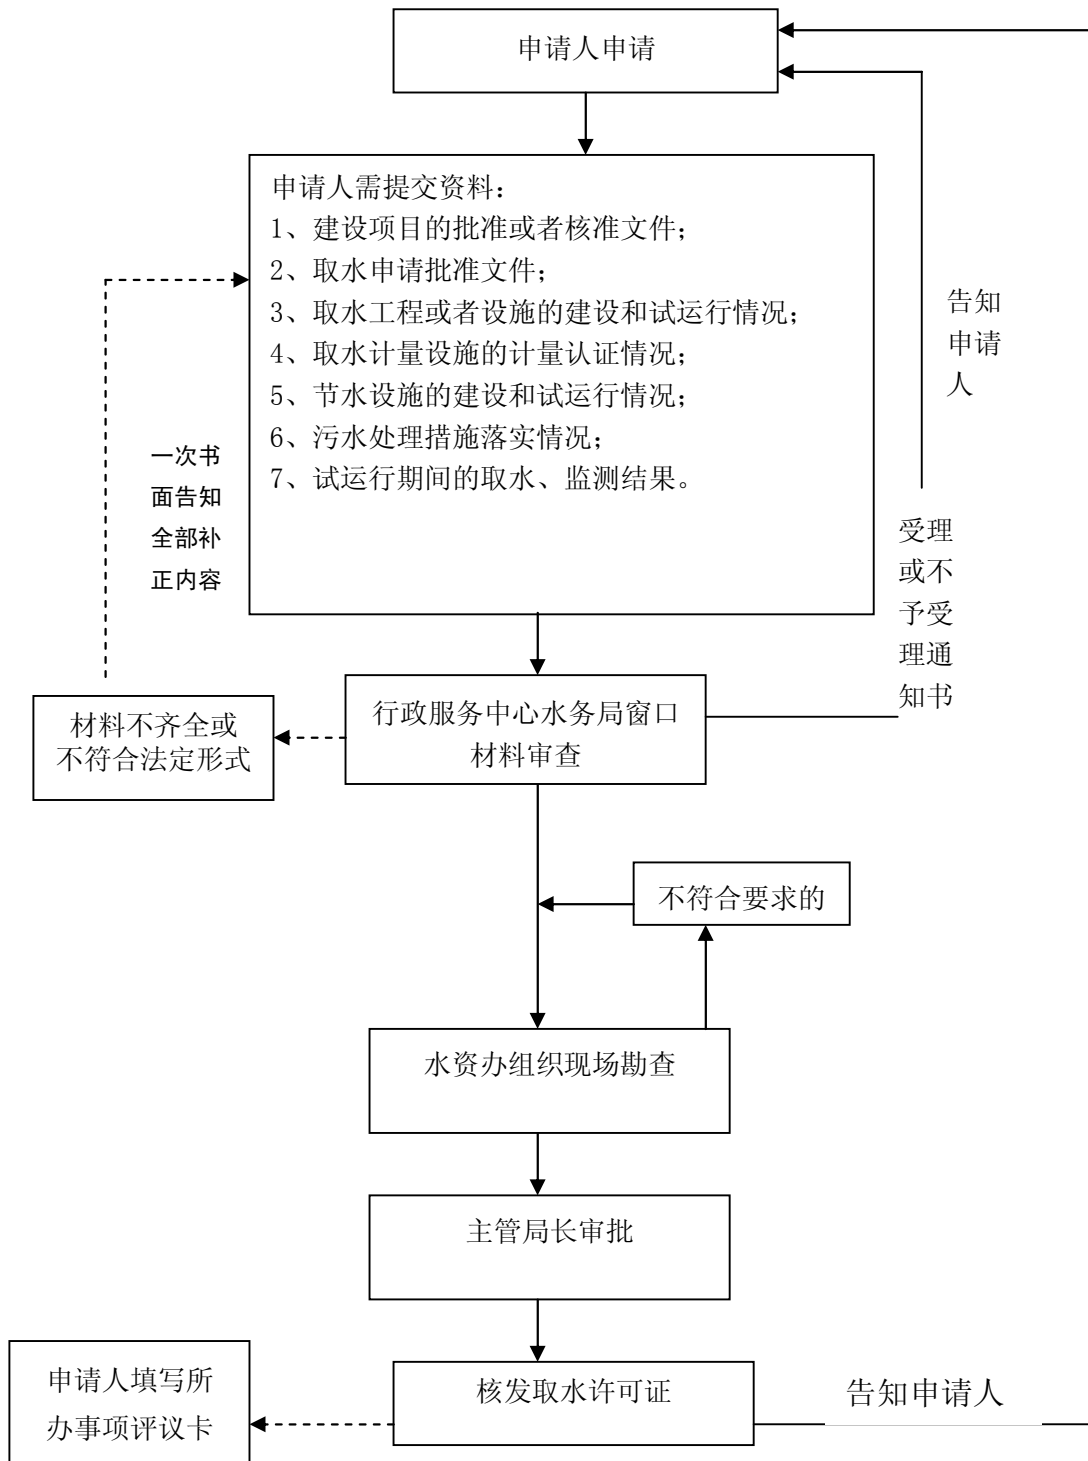 申请人申请
申请人需提交资料：
1、建设项目的批准或者核准文件；
2、取水申请批准文件；
3、取水工程或者设施的建设和试运行情况；
4、取水计量设施的计量认证情况；
5、节水设施的建设和试运行情况；
6、污水处理措施落实情况；
7、试运行期间的取水、监测结果。
告知
申请
人
一次书
面告知
全部补
正内容
受理
或不
予受
理通
知书
行政服务中心水务局窗口
材料审查
材料不齐全或
不符合法定形式
不符合要求的
水资办组织现场勘查
主管局长审批
核发取水许可证
告知申请人
申请人填写所
办事项评议卡